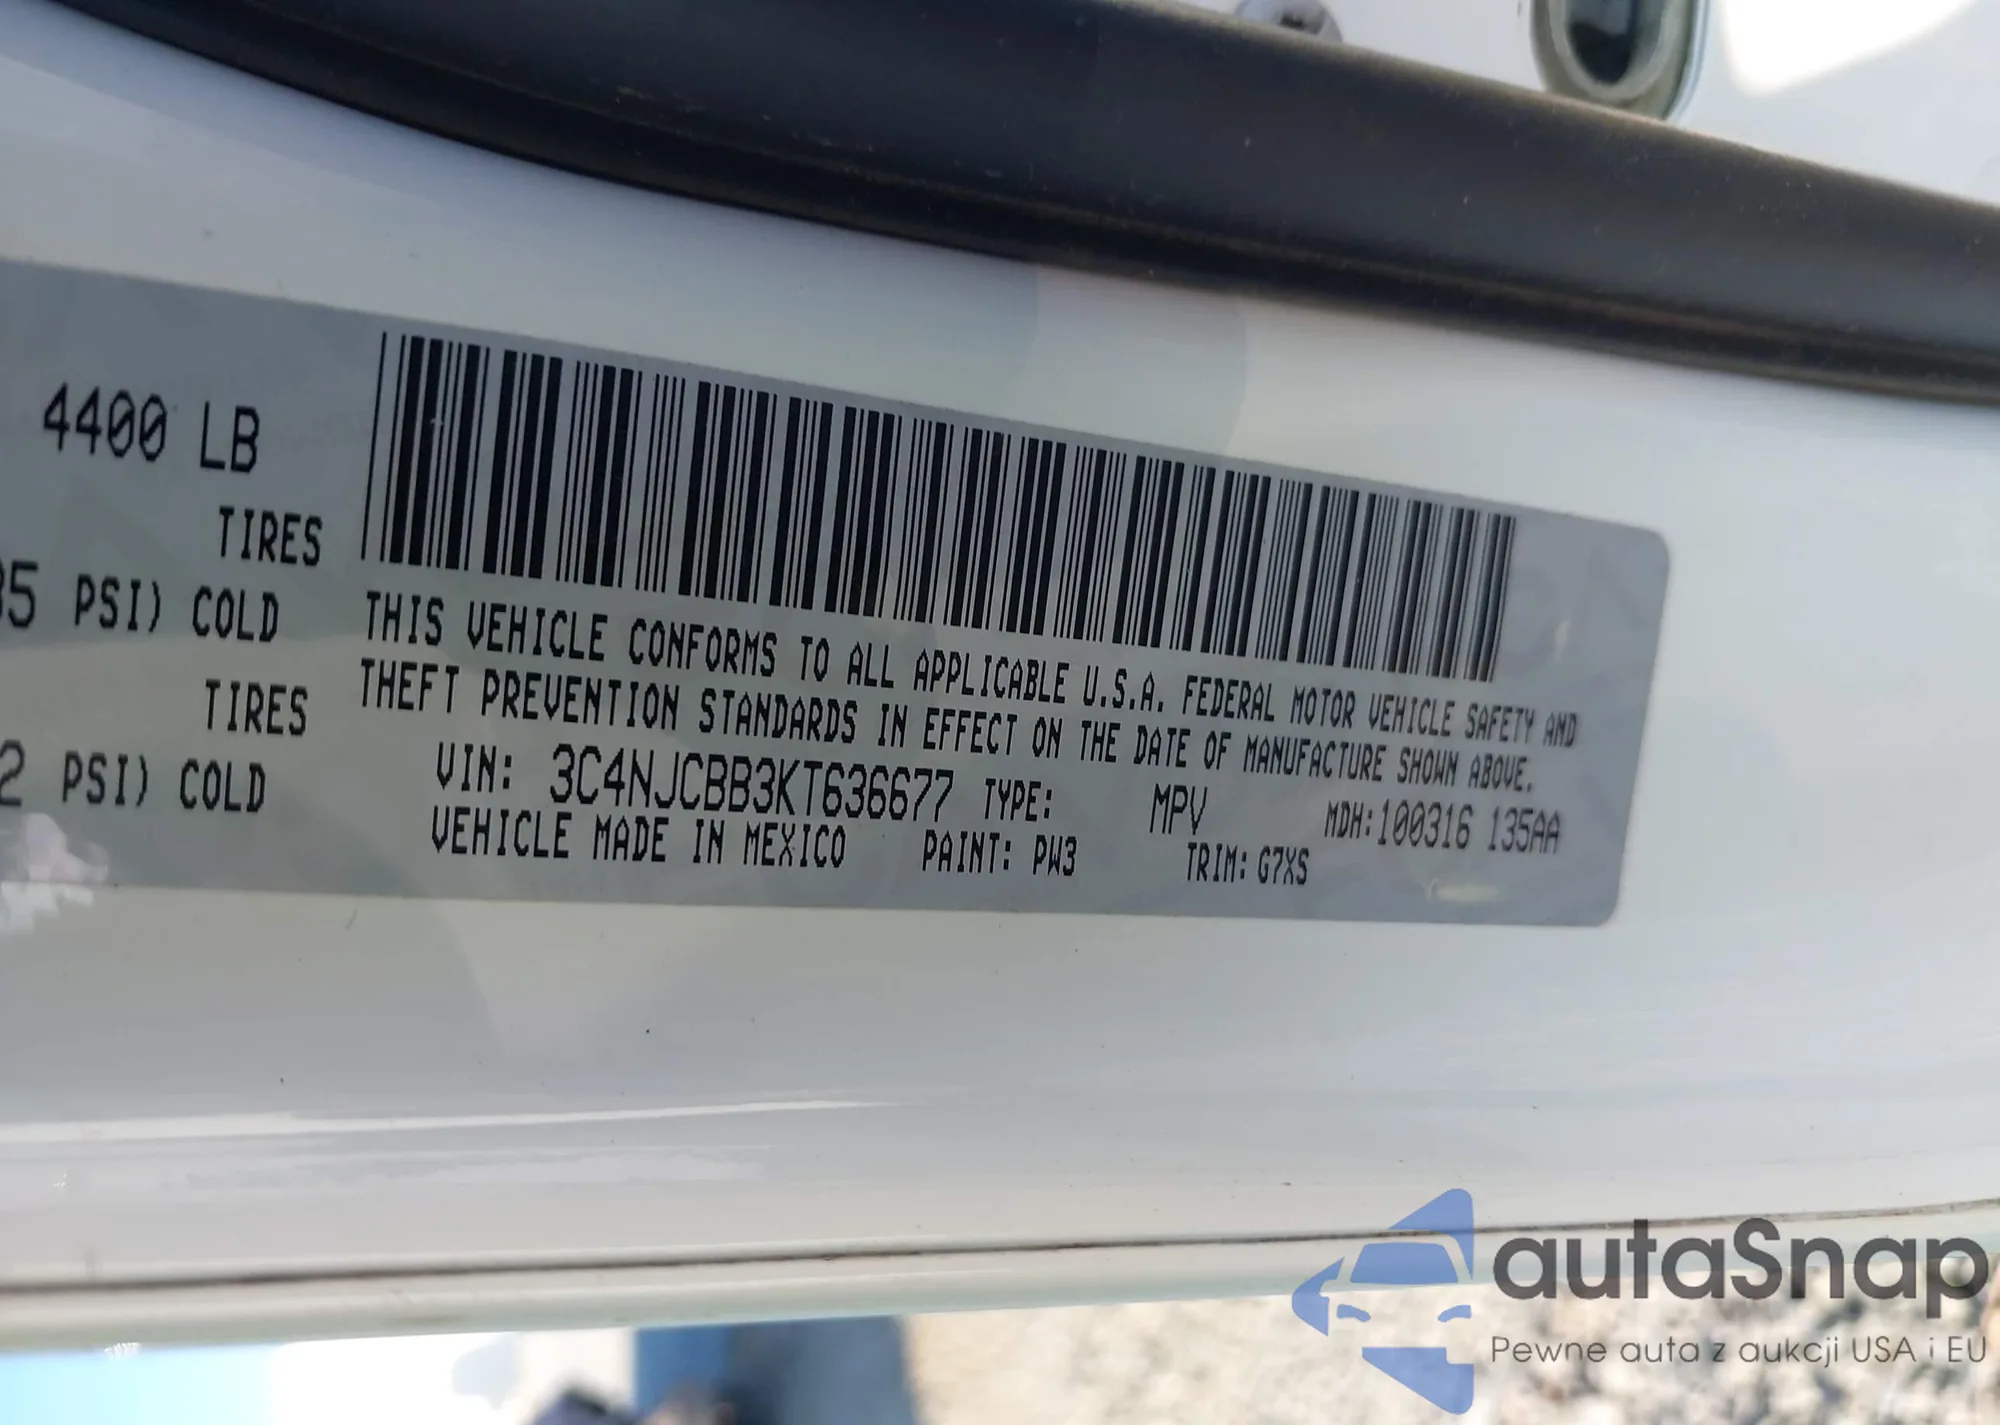 4400 LB
TIRES
35 PSI) COLD
TIRES
2 PSI) COLD
THIS VEHICLE CONFORMS TO ALL APPLICABLE U.S.A. FEDERAL MOTOR VEHICLE SAFETY AND
THEFT PREVENTION STANDARDS IN EFFECT ON THE DATE OF MANUFACTURE SHOWN ABOVE.
VIN: 3C4NJCBB3KT636677 TYPE: MPV MDH:100316 135AA
VEHICLE MADE IN MEXICO PAINT: PW3 TRIM: G7XS
autaSnap
Pewne auta z aukcji USA i EU